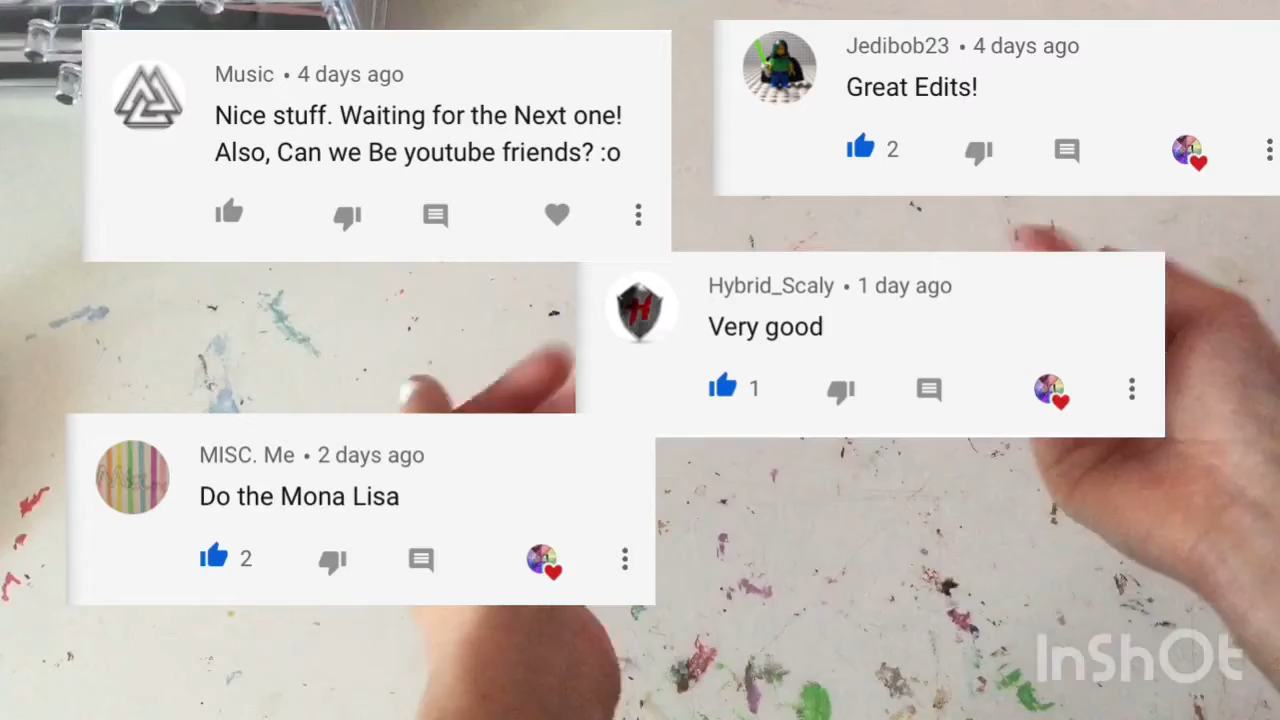 Music • 4 days ago
Nice stuff. Waiting for the Next one!
Also, Can we Be youtube friends? :o
Jedibob23 • 4 days ago
Great Edits!
2
Hybrid_Scaly • 1 day ago
Very good
1
MISC. Me • 2 days ago
Do the Mona Lisa
2
InShOt